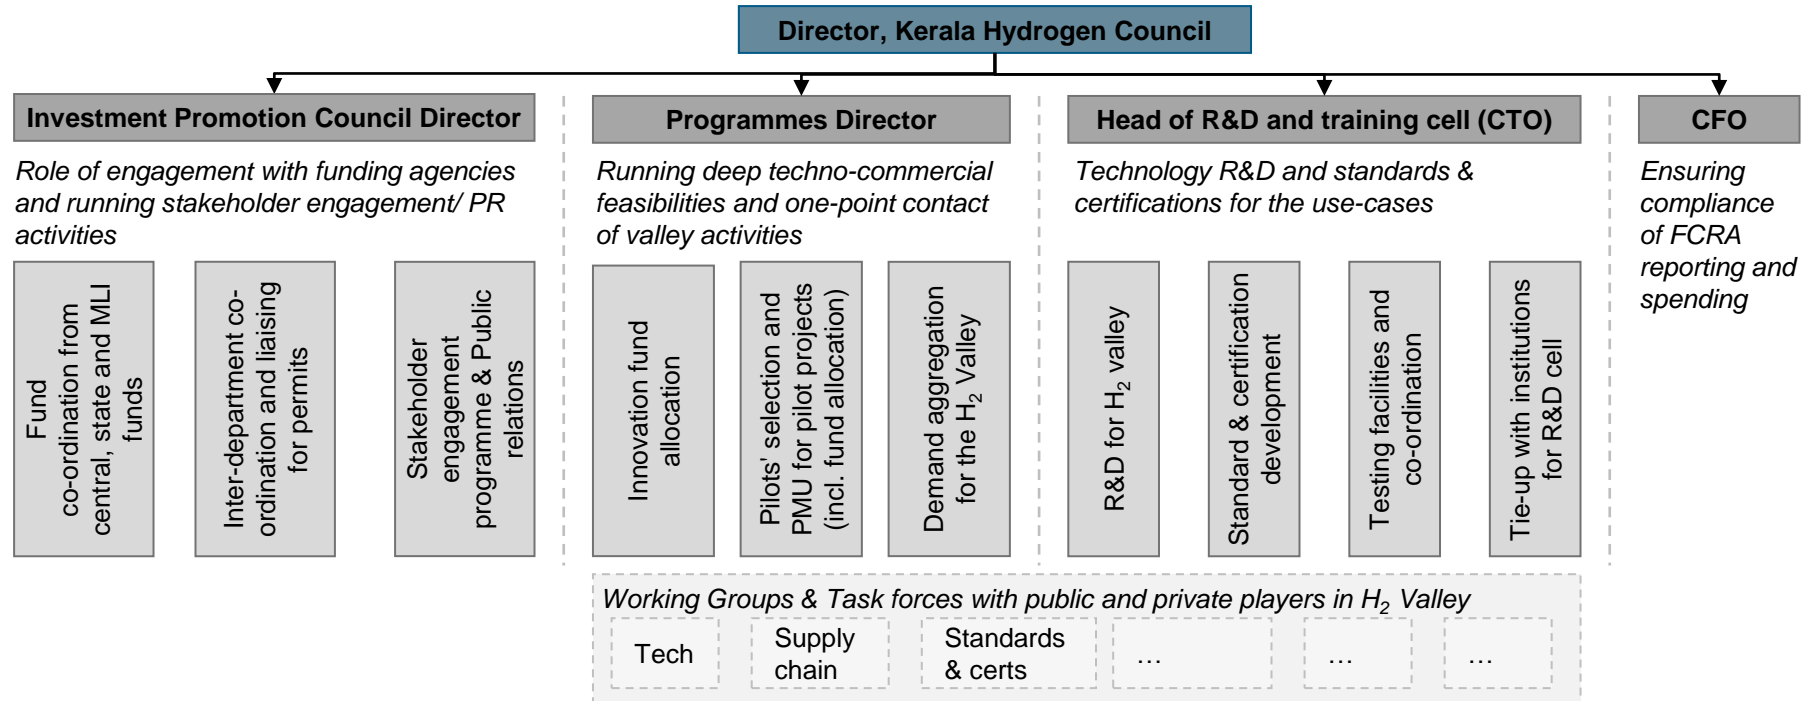 Director, Kerala Hydrogen Council
Investment Promotion Council Director
Programmes Director
Head of R&D and training cell (CTO)
CFO
Role of engagement with funding agencies
and running stakeholder engagement/ PR
activities
Running deep techno-commercial
feasibilities and one-point contact
of valley activities
Technology R&D and standards &
certifications for the use-cases
Ensuring
compliance
of FCRA
reporting and
spending
Fund
co-ordination from
central, state and MLI
funds
Inter-department co-
ordination and liaising
for permits
Stakeholder
engagement
programme & Public
relations
Innovation fund
allocation
Pilots' selection and
PMU for pilot projects
(incl. fund allocation)
Demand aggregation
for the H₂ Valley
R&D for H₂ valley
Standard & certification
development
Testing facilities and
co-ordination
Tie-up with institutions
for R&D cell
Working Groups & Task forces with public and private players in H₂ Valley
Tech
Supply
chain
Standards
& certs
…
…
…